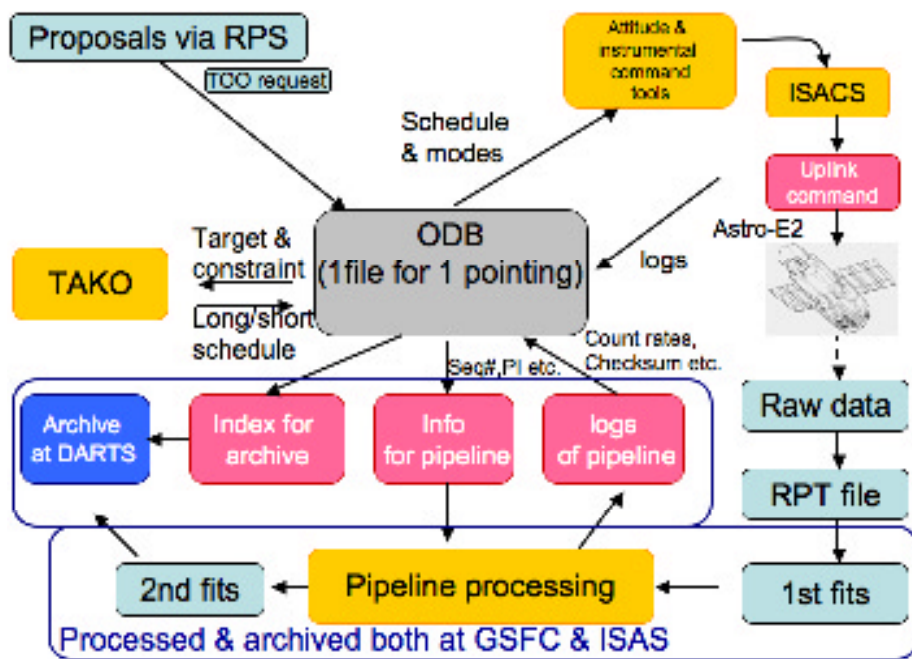 Proposals via RPS
TOO request
Attitude &
instrumental
command
tools
ISACS
Schedule
& modes
Uplink
command
Astro-E2
ODB
(1file for 1 pointing)
logs
Target &
constraint
TAKO
Long/short
schedule
Count rates,
Checksum etc.
Seq#,PI etc.
Archive
at DARTS
Index for
archive
Info
for pipeline
logs
of pipeline
Raw data
RPT file
2nd fits
Pipeline processing
1st fits
Processed & archived both at GSFC & ISAS